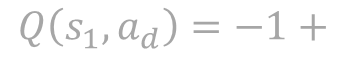 Q(s₁, a_d) = −1 +